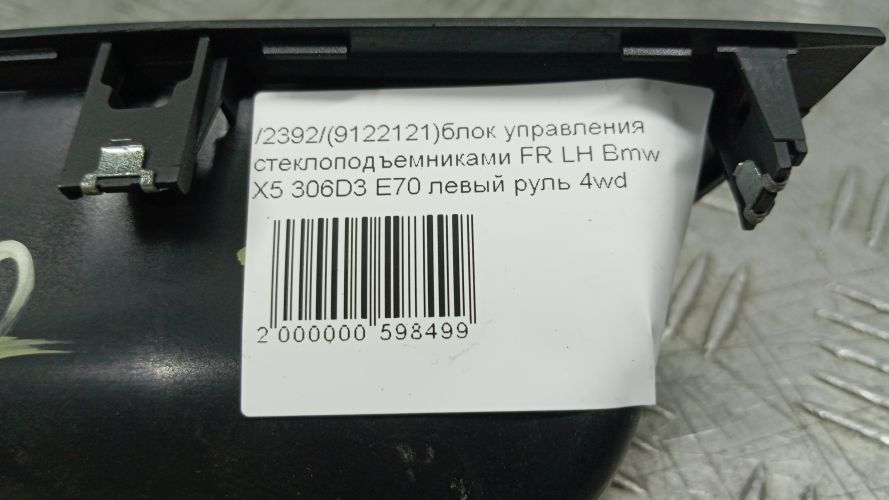 /2392/(9122121)блок управления
стеклоподъемниками FR LH Bmw
X5 306D3 E70 левый руль 4wd
2 000000 598499